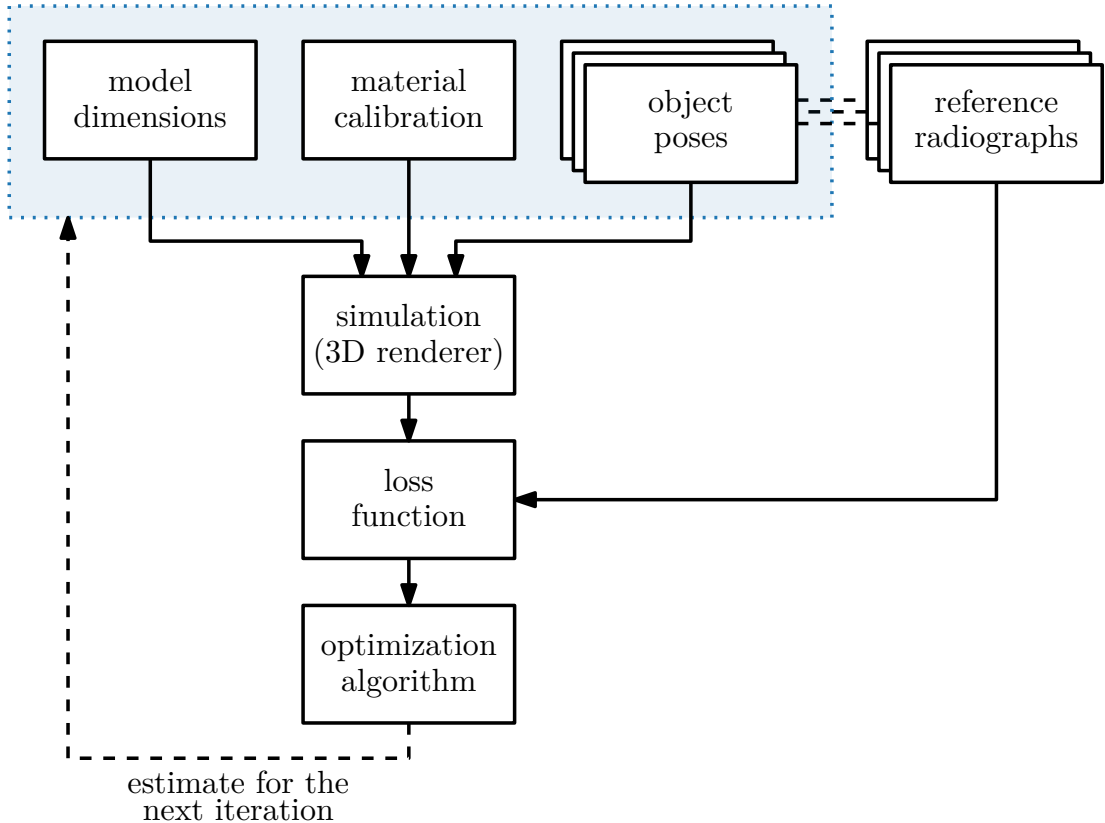 model
dimensions
material
calibration
object
poses
reference
radiographs
simulation
(3D renderer)
loss
function
optimization
algorithm
estimate for the
next iteration